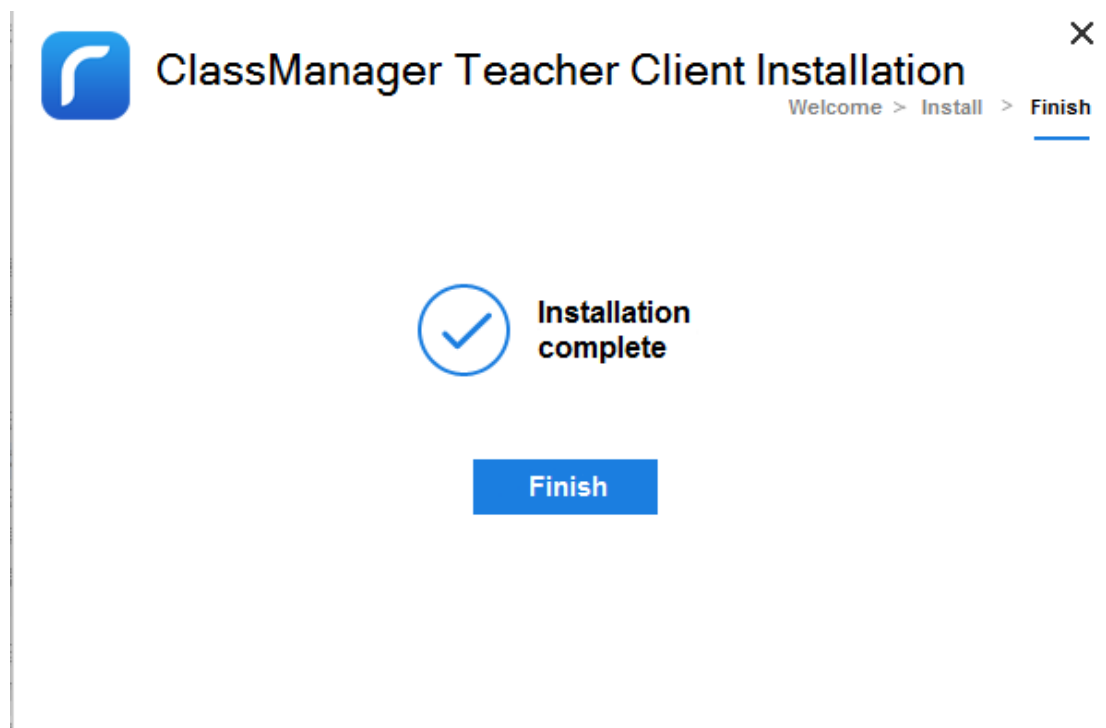 ClassManager Teacher Client Installation
Welcome > Install > Finish
Installation
complete
Finish